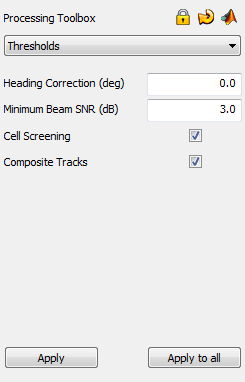 Processing Toolbox
Thresholds
Heading Correction (deg) 0.0
Minimum Beam SNR (dB) 3.0
Cell Screening
Composite Tracks
Apply Apply to all